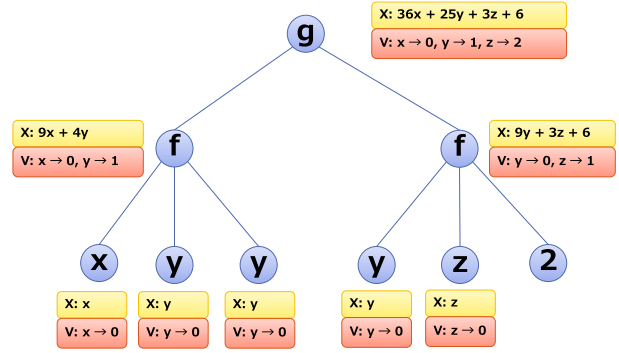 g
X: 36x + 25y + 3z + 6
V: x → 0, y → 1, z → 2
X: 9x + 4y
V: x → 0, y → 1
f
f
X: 9y + 3z + 6
V: y → 0, z → 1
x
y
y
y
z
2
X: x
V: x → 0
X: y
V: y → 0
X: y
V: y → 0
X: y
V: y → 0
X: z
V: z → 0